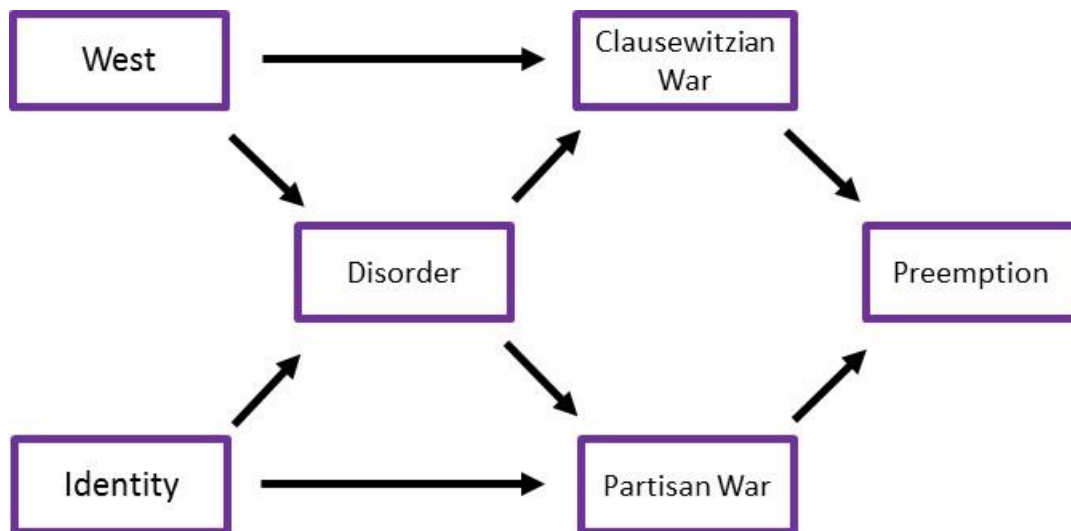 West
Clausewitzian
War
Disorder
Preemption
Identity
Partisan War